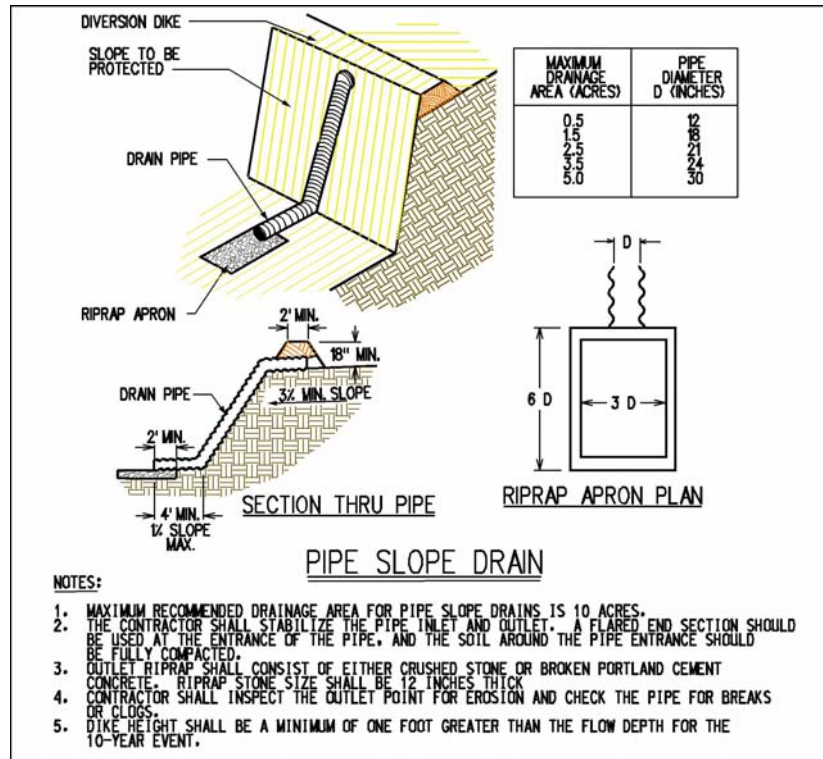 DIVERSION DIKE
SLOPE TO BE
PROTECTED
DRAIN PIPE
RIPRAP APRON
MAXIMUM
DRAINAGE
AREA (ACRES)
PIPE
DIAMETER
D (INCHES)
0.5 12
1.5 18
2.5 21
3.5 24
5.0 30
2' MIN.
18" MIN.
DRAIN PIPE
3% MIN. SLOPE
2' MIN.
4' MIN.
1% SLOPE
MAX.
SECTION THRU PIPE
D
6 D
3 D
RIPRAP APRON PLAN
PIPE SLOPE DRAIN
NOTES:
1. MAXIMUM RECOMMENDED DRAINAGE AREA FOR PIPE SLOPE DRAINS IS 10 ACRES.
2. THE CONTRACTOR SHALL STABILIZE THE PIPE INLET AND OUTLET. A FLARED END SECTION SHOULD
BE USED AT THE ENTRANCE OF THE PIPE, AND THE SOIL AROUND THE PIPE ENTRANCE SHOULD
BE FULLY COMPACTED.
3. OUTLET RIPRAP SHALL CONSIST OF EITHER CRUSHED STONE OR BROKEN PORTLAND CEMENT
CONCRETE. RIPRAP STONE SIZE SHALL BE 12 INCHES THICK
4. CONTRACTOR SHALL INSPECT THE OUTLET POINT FOR EROSION AND CHECK THE PIPE FOR BREAKS
OR CLOGS.
5. DIKE HEIGHT SHALL BE A MINIMUM OF ONE FOOT GREATER THAN THE FLOW DEPTH FOR THE
10-YEAR EVENT.